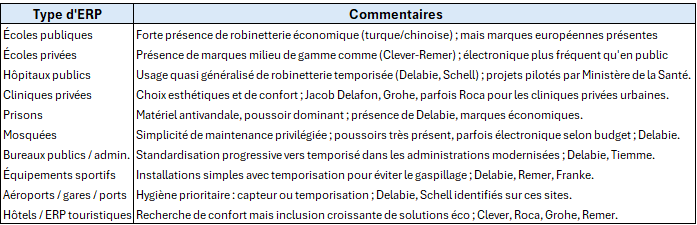 Type d'ERP Commentaires
Écoles publiques Forte présence de robinetterie économique (turque/chinoise) ; mais marques européennes présentes
Écoles privées Présence de marques milieu de gamme comme (Clever-Remer) ; électronique plus fréquent qu'en public
Hôpitaux publics Usage quasi généralisé de robinetterie temporisée (Delabie, Schell) ; projets pilotés par Ministère de la Santé.
Cliniques privées Choix esthétiques et de confort ; Jacob Delafon, Grohe, parfois Roca pour les cliniques privées urbaines.
Prisons Matériel antivandale, poussoir dominant ; présence de Delabie, marques économiques.
Mosquées Simplicité de maintenance privilégiée ; poussoirs très présent, parfois électronique selon budget ; Delabie.
Bureaux publics / admin. Standardisation progressive vers temporisé dans les administrations modernisées ; Delabie, Tiemme.
Équipements sportifs Installations simples avec temporisation pour éviter le gaspillage ; Delabie, Remer, Franke.
Aéroports / gares / ports Hygiène prioritaire : capteur ou temporisation ; Delabie, Schell identifiés sur ces sites.
Hôtels / ERP touristiques Recherche de confort mais inclusion croissante de solutions éco ; Clever, Roca, Grohe, Remer.